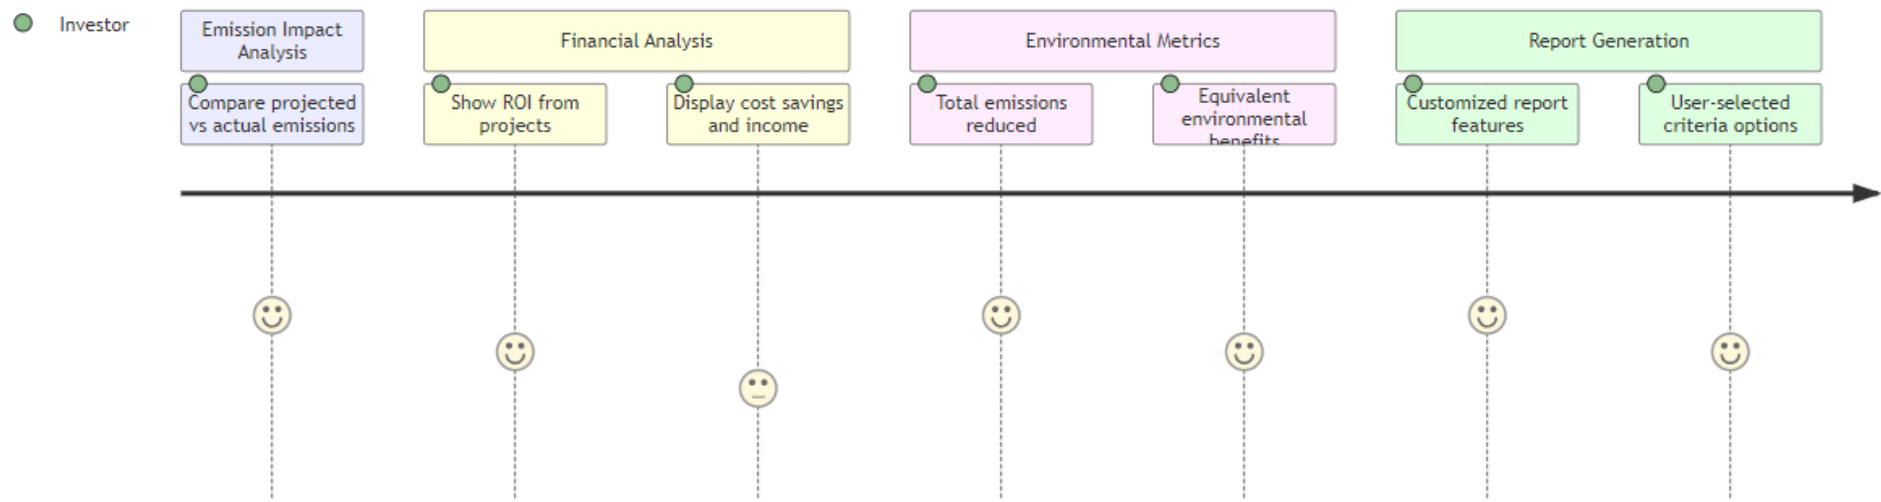 Investor
Emission Impact
Analysis
Financial Analysis
Environmental Metrics
Report Generation
Compare projected
vs actual emissions
Show ROI from
projects
Display cost savings
and income
Total emissions
reduced
Equivalent
environmental
benefits
Customized report
features
User-selected
criteria options